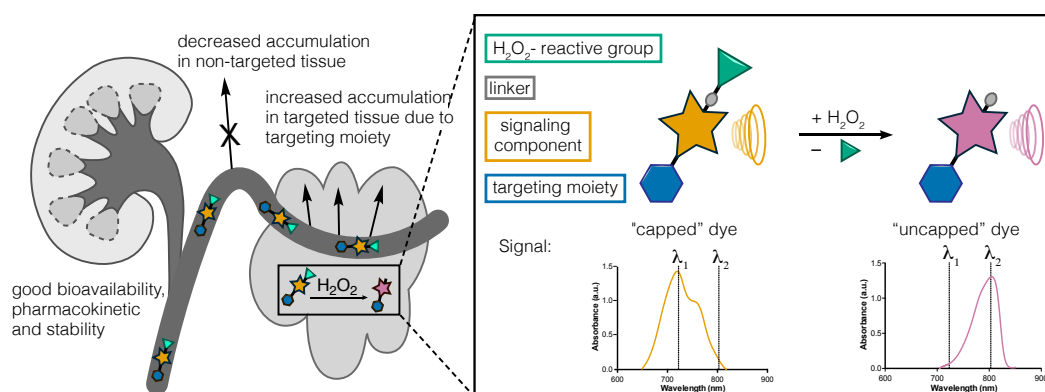 decreased accumulation
in non-targeted tissue
increased accumulation
in targeted tissue due to
targeting moiety
X
good bioavailability,
pharmacokinetic
and stability
H₂O₂
H₂O₂- reactive group
linker
signaling
component
targeting moiety
+ H₂O₂
–
Signal:
"capped" dye
λ₁
λ₂
Absorbance (a.u.)
1.5
1.0
0.5
0.0
600
700
800
900
Wavelength (nm)
"uncapped" dye
λ₁
λ₂
Absorbance (a.u.)
1.5
1.0
0.5
0.0
600
700
800
900
Wavelength (nm)